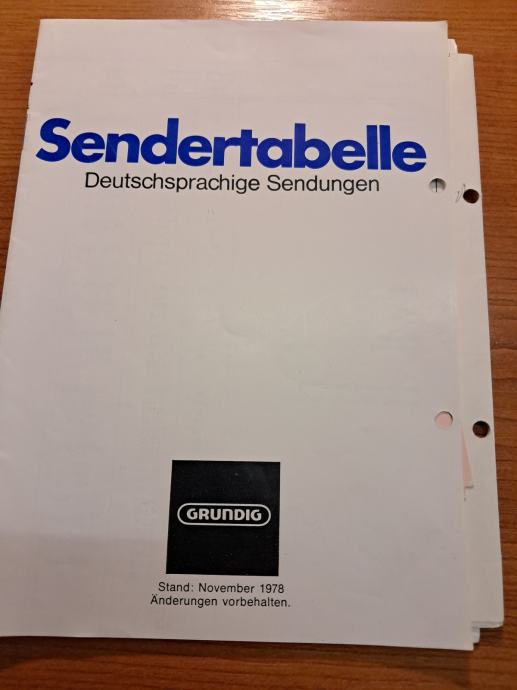 Sendertabelle
Deutschsprachige Sendungen
GRUNDIG
Stand: November 1978
Änderungen vorbehalten.